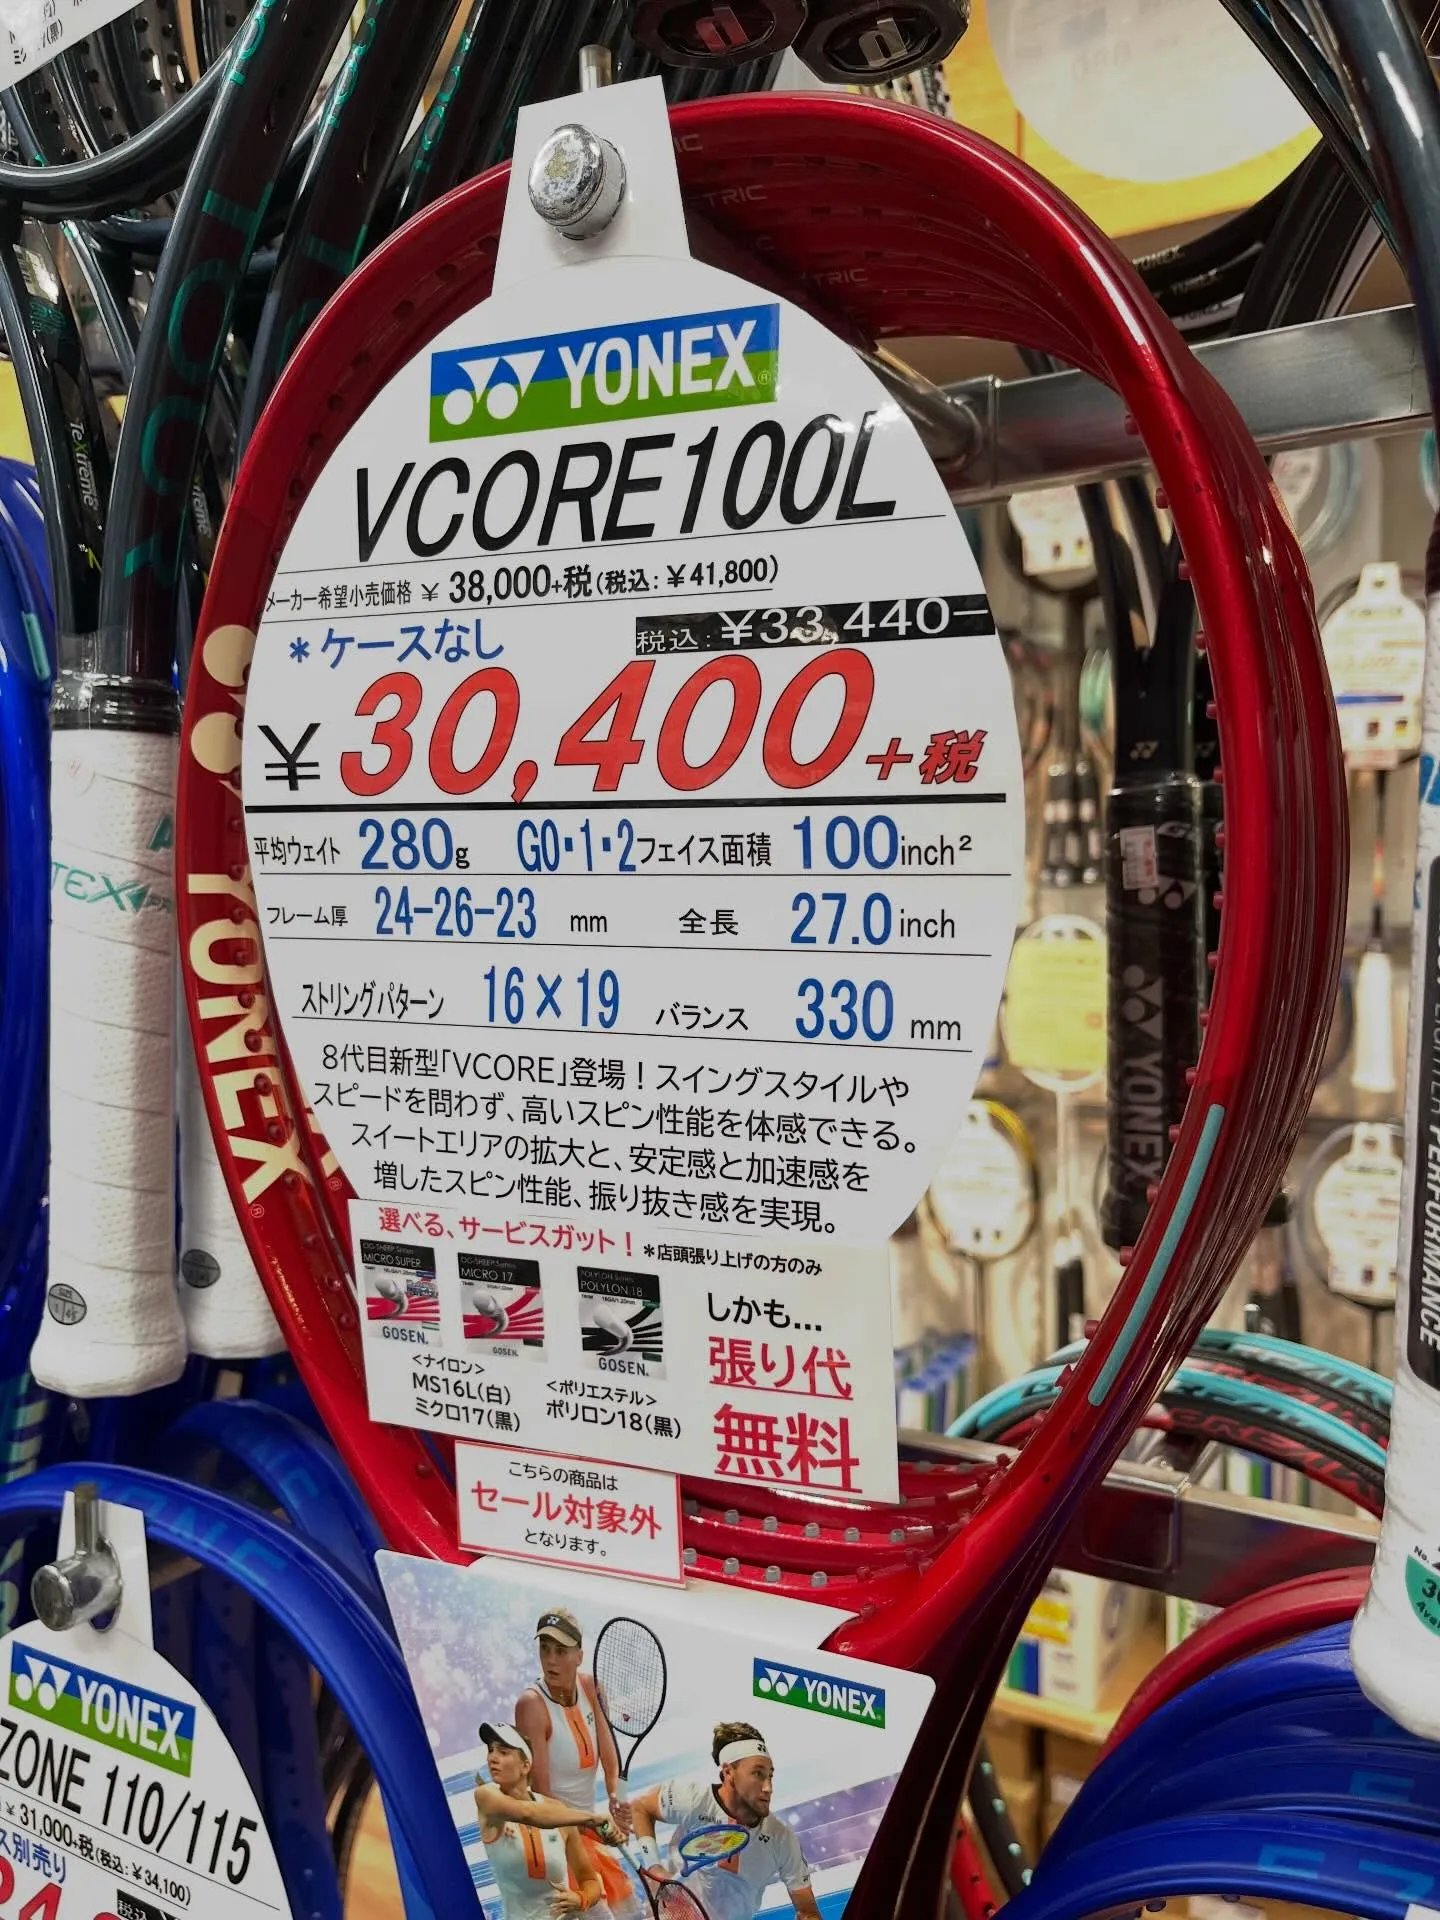 YONEX®
VCORE100L
メーカー希望小売価格 ¥ 38,000+税(税込:¥41,800)
*ケースなし
税込:¥33,440−
¥30,400+税
平均ウェイト 280g G0・1・2 フェイス面積 100inch²
フレーム厚 24-26-23 mm 全長 27.0inch
ストリングパターン 16×19 バランス 330 mm
8代目新型「VCORE」登場！スイングスタイルや
スピードを問わず、高いスピン性能を体感できる。
スイートエリアの拡大と、安定感と加速感を
増したスピン性能、振り抜き感を実現。
選べる、サービスガット！*店頭張り上げの方のみ
MICRO SUPER
GOSEN
MICRO 17
GOSEN
POLYLON 18
GOSEN
<ナイロン>
MS16L(白)
ミクロ17(黒)
<ポリエステル>
ポリロン18(黒)
しかも...
張り代
無料
こちらの商品は
セール対象外
となります。
YONEX
YONEX®
YONEX
ZONE 110/115
¥ 31,000+税(税込:¥34,100)
ス別売り
TOUR
Textreme
TRIC
TRIC
YONEX
YONEX
SIZE
PERFORMANCE